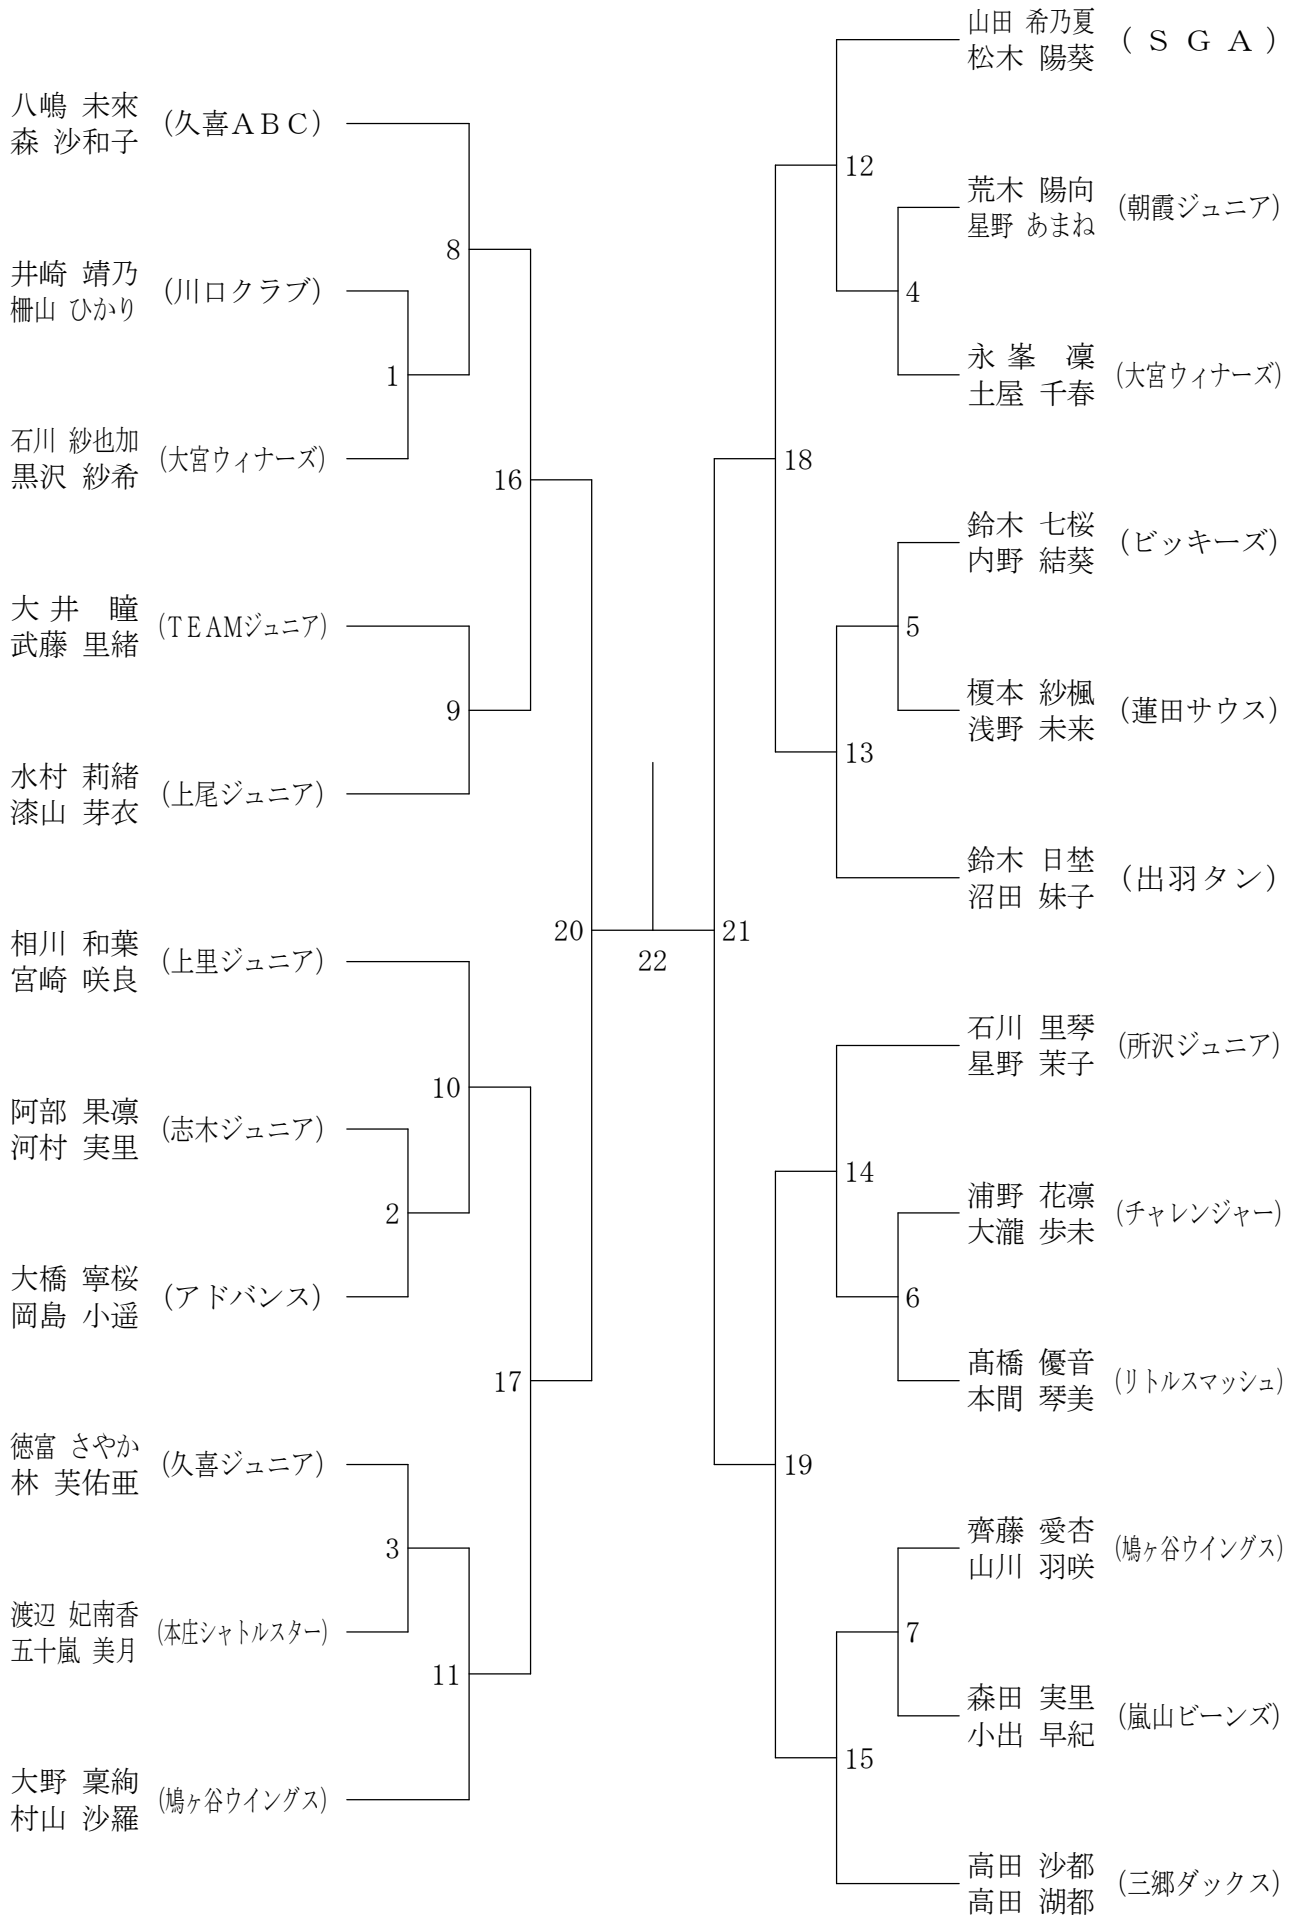 八嶋 未來
森 沙和子
(久喜ＡＢＣ)
井崎 靖乃
柵山 ひかり
(川口クラブ)
石川 紗也加
黒沢 紗希
(大宮ウィナーズ)
大井 瞳
武藤 里緒
(TEAMジュニア)
水村 莉緒
漆山 芽衣
(上尾ジュニア)
相川 和葉
宮崎 咲良
(上里ジュニア)
阿部 果凛
河村 実里
(志木ジュニア)
大橋 寧桜
岡島 小遥
(アドバンス)
徳富 さやか
林 芙佑亜
(久喜ジュニア)
渡辺 妃南香
五十嵐 美月
(本庄シャトルスター)
大野 稟絢
村山 沙羅
(鳩ヶ谷ウイングス)
8
1
16
9
20
10
2
17
3
11
22
山田 希乃夏
松木 陽葵
(ＳＧＡ)
荒木 陽向
星野 あまね
(朝霞ジュニア)
永峯 凜
土屋 千春
(大宮ウィナーズ)
鈴木 七桜
内野 結葵
(ビッキーズ)
榎本 紗楓
浅野 未来
(蓮田サウス)
鈴木 日埜
沼田 妹子
(出羽タン)
石川 里琴
星野 茉子
(所沢ジュニア)
浦野 花凛
大瀧 歩未
(チャレンジャー)
髙橋 優音
本間 琴美
(リトルスマッシュ)
齊藤 愛杏
山川 羽咲
(鳩ヶ谷ウイングス)
森田 実里
小出 早紀
(嵐山ビーンズ)
高田 沙都
高田 湖都
(三郷ダックス)
12
4
18
5
13
21
14
6
19
7
15